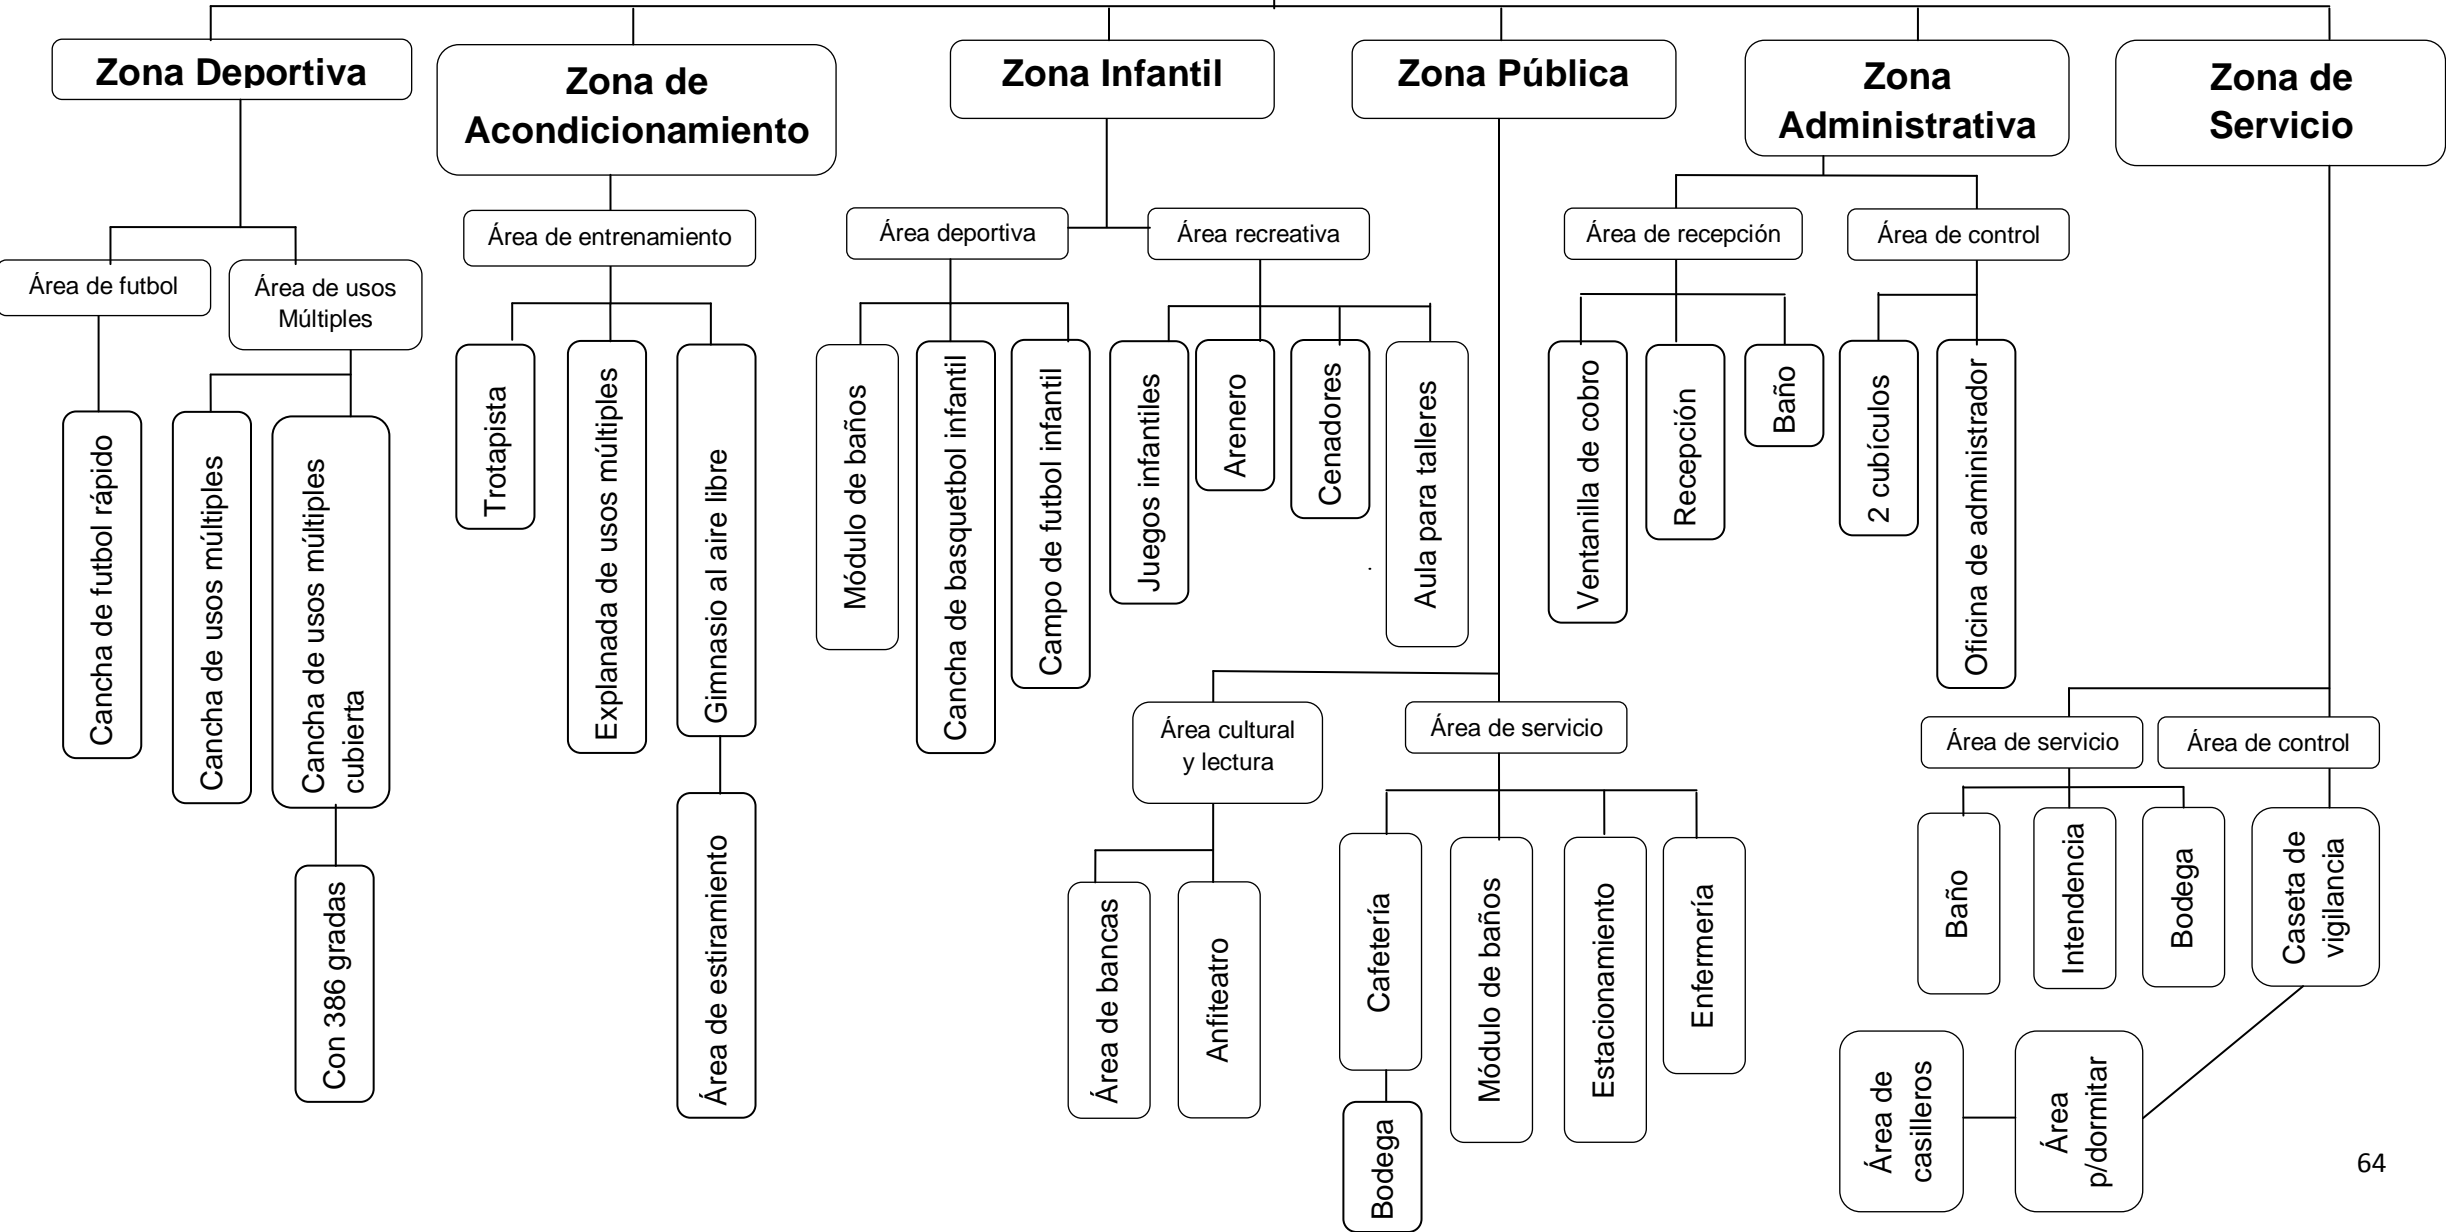 Zona Deportiva
Zona de
Acondicionamiento
Zona Infantil
Zona Pública
Zona
Administrativa
Zona de
Servicio
Área de futbol
Área de usos
Múltiples
Cancha de futbol rápido
Cancha de usos múltiples
Cancha de usos múltiples
cubierta
Con 386 gradas
Área de entrenamiento
Trotapista
Explanada de usos múltiples
Gimnasio al aire libre
Área de estiramiento
Área deportiva
Área recreativa
Módulo de baños
Cancha de basquetbol infantil
Campo de futbol infantil
Juegos infantiles
Arenero
Cenadores
Aula para talleres
Área cultural
y lectura
Área de servicio
Área de bancas
Anfiteatro
Cafetería
Bodega
Módulo de baños
Estacionamiento
Enfermería
Área de recepción
Área de control
Ventanilla de cobro
Recepción
Baño
2 cubículos
Oficina de administrador
Área de servicio
Área de control
Baño
Intendencia
Bodega
Caseta de
vigilancia
Área de
casilleros
Área
p/dormitar
64